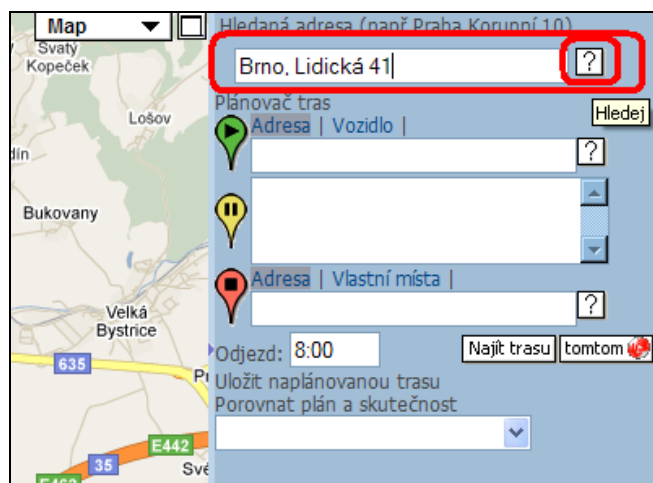 Map
Svatý
Kopeček
Lošov
Bukovany
Velká
Bystrice
635
E442
35
Hledaná adresa (např Praha Korunní 10)
Brno, Lidická 41
?
Hledej
Plánovač tras
Adresa | Vozidlo |
?
Adresa | Vlastní místa |
?
Odjezd: 8:00
Najít trasu
tomtom
Uložit naplánovanou trasu
Porovnat plán a skutečnost